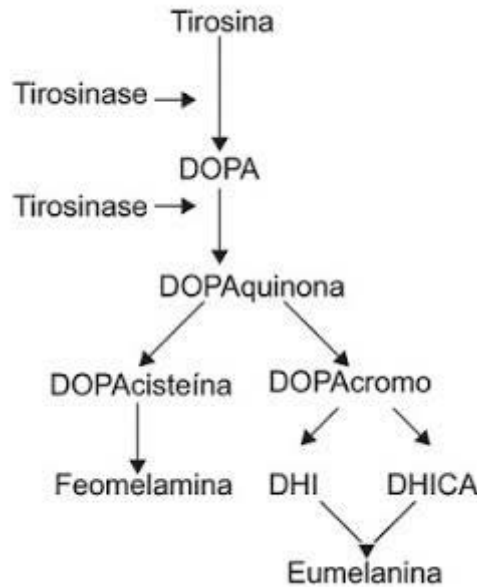 Tirosina
Tirosinase
DOPA
Tirosinase
DOPAquinona
DOPAcisteína DOPAcromo
Feomelamina DHI DHICA
Eumelanina